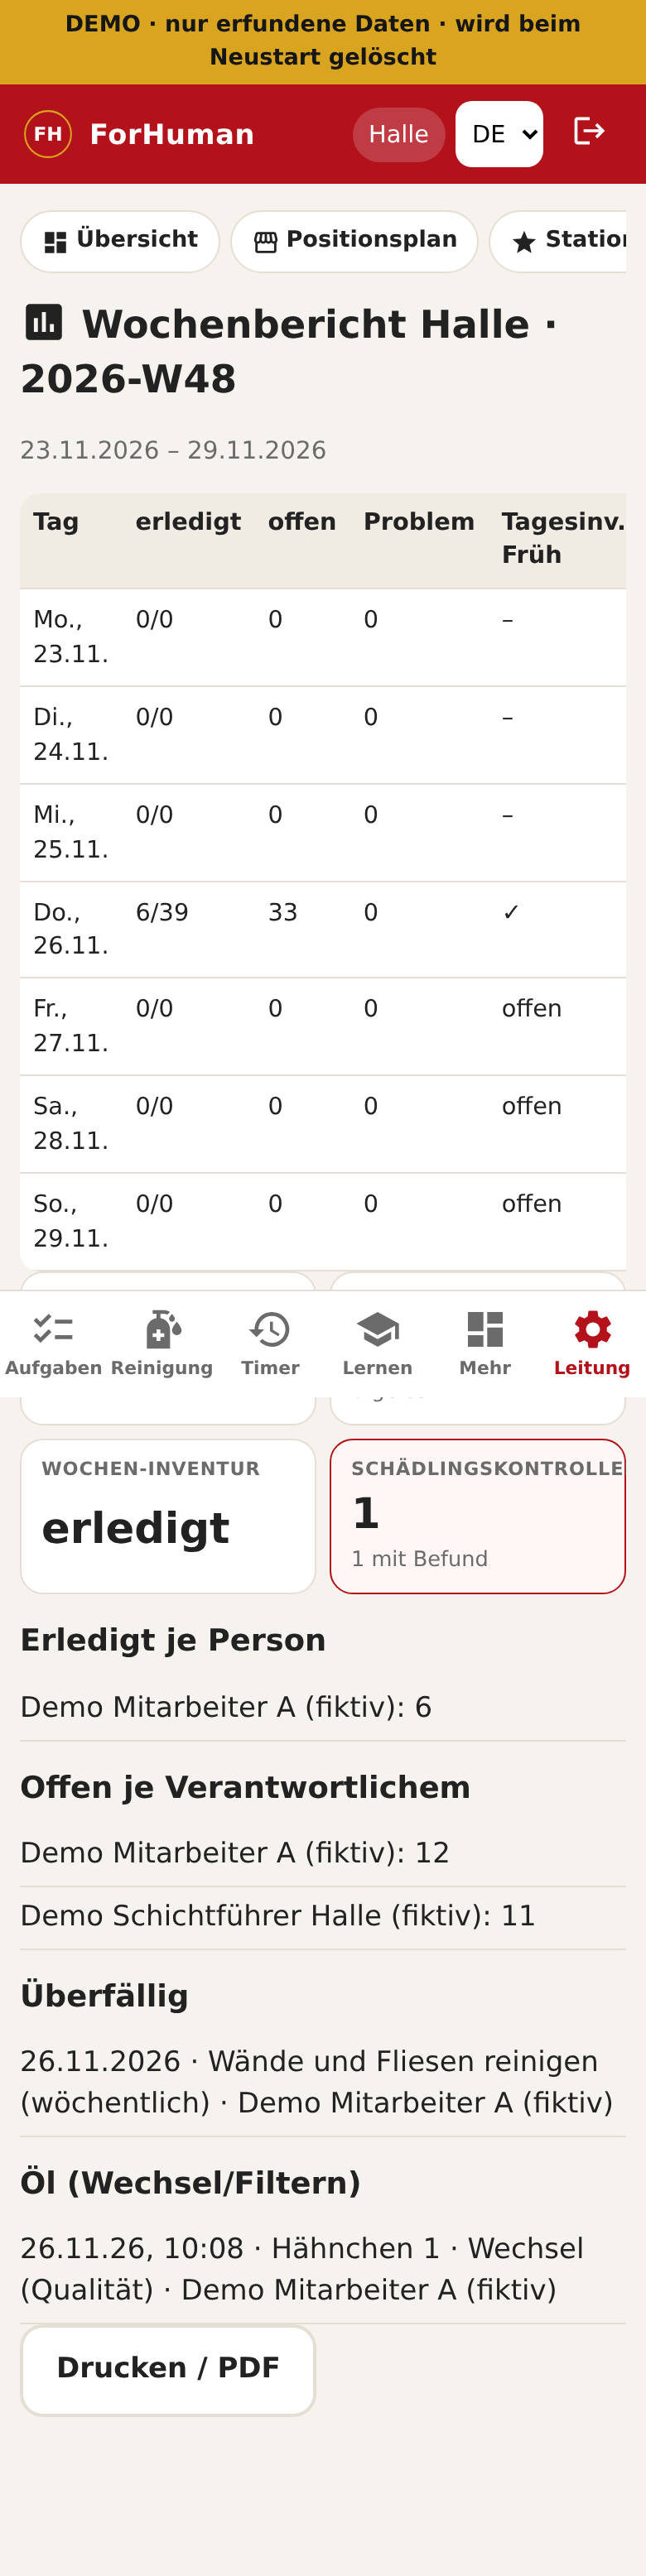 DEMO · nur erfundene Daten · wird beim
Neustart gelöscht
FH ForHuman Halle DE
Übersicht Positionsplan Station
Wochenbericht Halle ·
2026-W48
23.11.2026 – 29.11.2026
Tag erledigt offen Problem Tagesinv.
Früh
Mo., 0/0 0 0 –
23.11.
Di., 0/0 0 0 –
24.11.
Mi., 0/0 0 0 –
25.11.
Do., 6/39 33 0 ✓
26.11.
Fr., 0/0 0 0 offen
27.11.
Sa., 0/0 0 0 offen
28.11.
So., 0/0 0 0 offen
29.11.
Aufgaben Reinigung Timer Lernen Mehr Leitung
WOCHEN-INVENTUR SCHÄDLINGSKONTROLLE
erledigt 1
1 mit Befund
Erledigt je Person
Demo Mitarbeiter A (fiktiv): 6
Offen je Verantwortlichem
Demo Mitarbeiter A (fiktiv): 12
Demo Schichtführer Halle (fiktiv): 11
Überfällig
26.11.2026 · Wände und Fliesen reinigen
(wöchentlich) · Demo Mitarbeiter A (fiktiv)
Öl (Wechsel/Filtern)
26.11.26, 10:08 · Hähnchen 1 · Wechsel
(Qualität) · Demo Mitarbeiter A (fiktiv)
Drucken / PDF